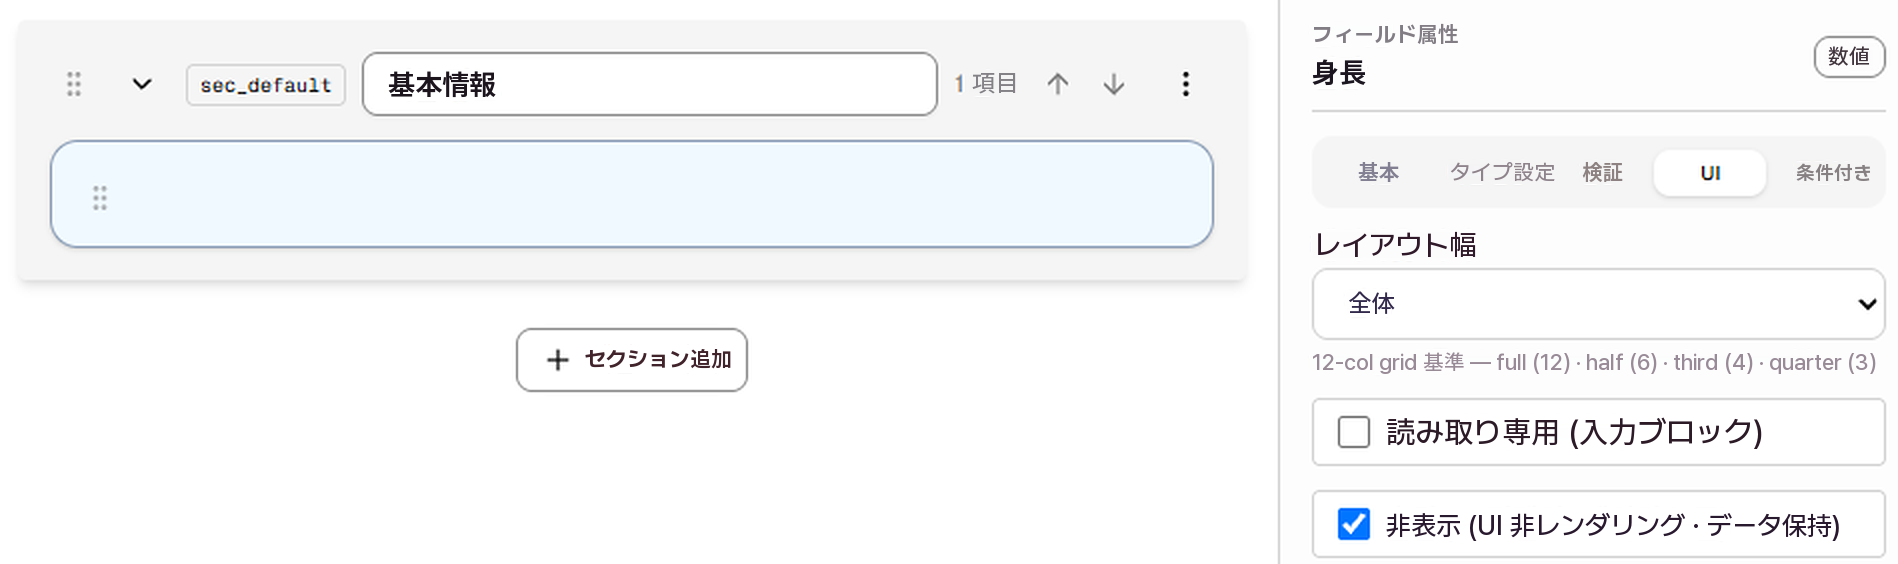 sec_default
基本情報
1 項目
セクション追加
フィールド属性
身長
数値
基本 タイプ設定 検証 UI 条件付き
レイアウト幅
全体
12-col grid 基準 — full (12) · half (6) · third (4) · quarter (3)
読み取り専用 (入力ブロック)
非表示 (UI 非レンダリング · データ保持)